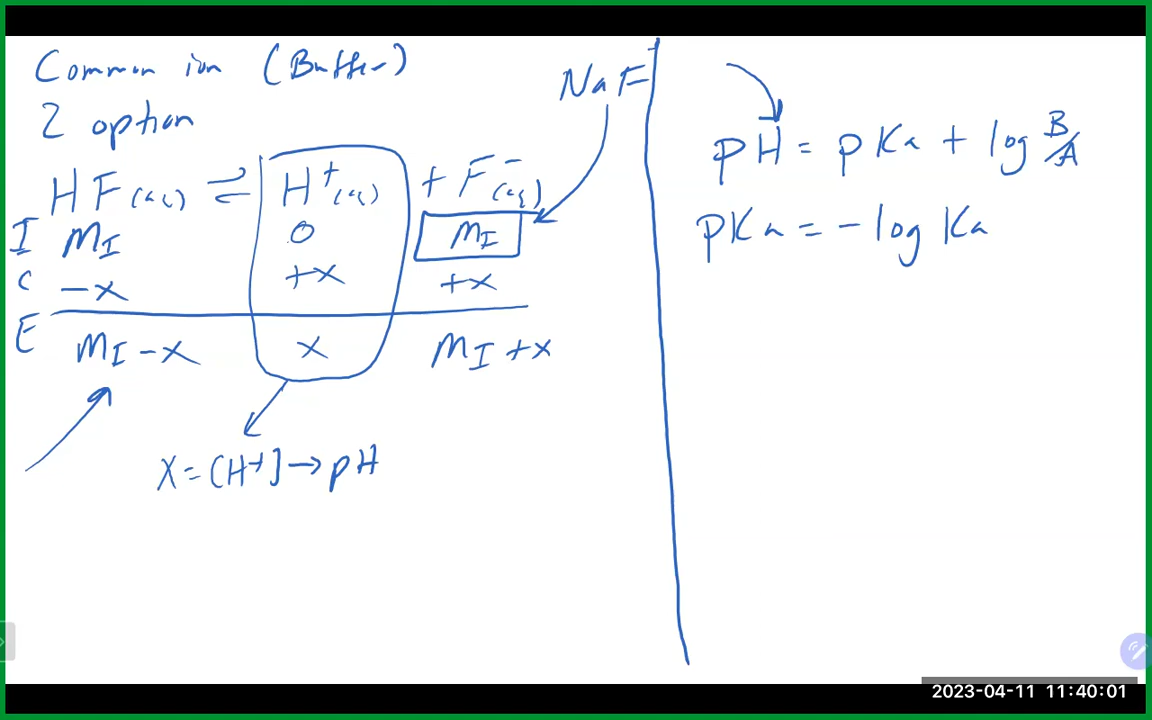 Common ion (Buffer)
2 option
NaF
HF(aq) ⇌ H+(aq) + F-(aq)
I MI 0 MI
C -x +x +x
E MI-x x MI+x
X=[H+]→pH
pH = pKa + log B/A
pKa = -log Ka
2023-04-11 11:40:01